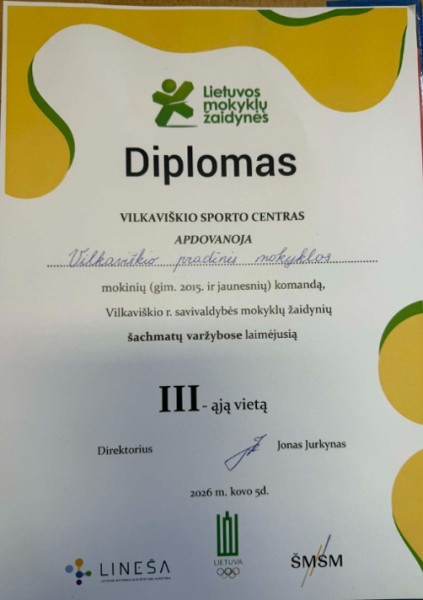 Lietuvos
mokyklų
žaidynės
Diplomas
VILKAVIŠKIO SPORTO CENTRAS
APDOVANOJA
Vilkaviškio pradinės mokyklos
mokinių (gim. 2015. ir jaunesnių) komandą,
Vilkaviškio r. savivaldybės mokyklų žaidynių
šachmatų varžybose laimėjusią
III - ąją vietą
Direktorius Jonas Jurkynas
2026 m. kovo 5d.
LINEŠA
LIETUVA
ŠMSM